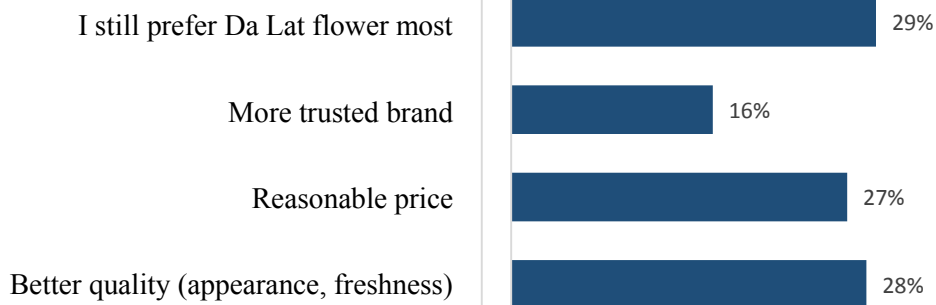 I still prefer Da Lat flower most 29%
More trusted brand 16%
Reasonable price 27%
Better quality (appearance, freshness) 28%